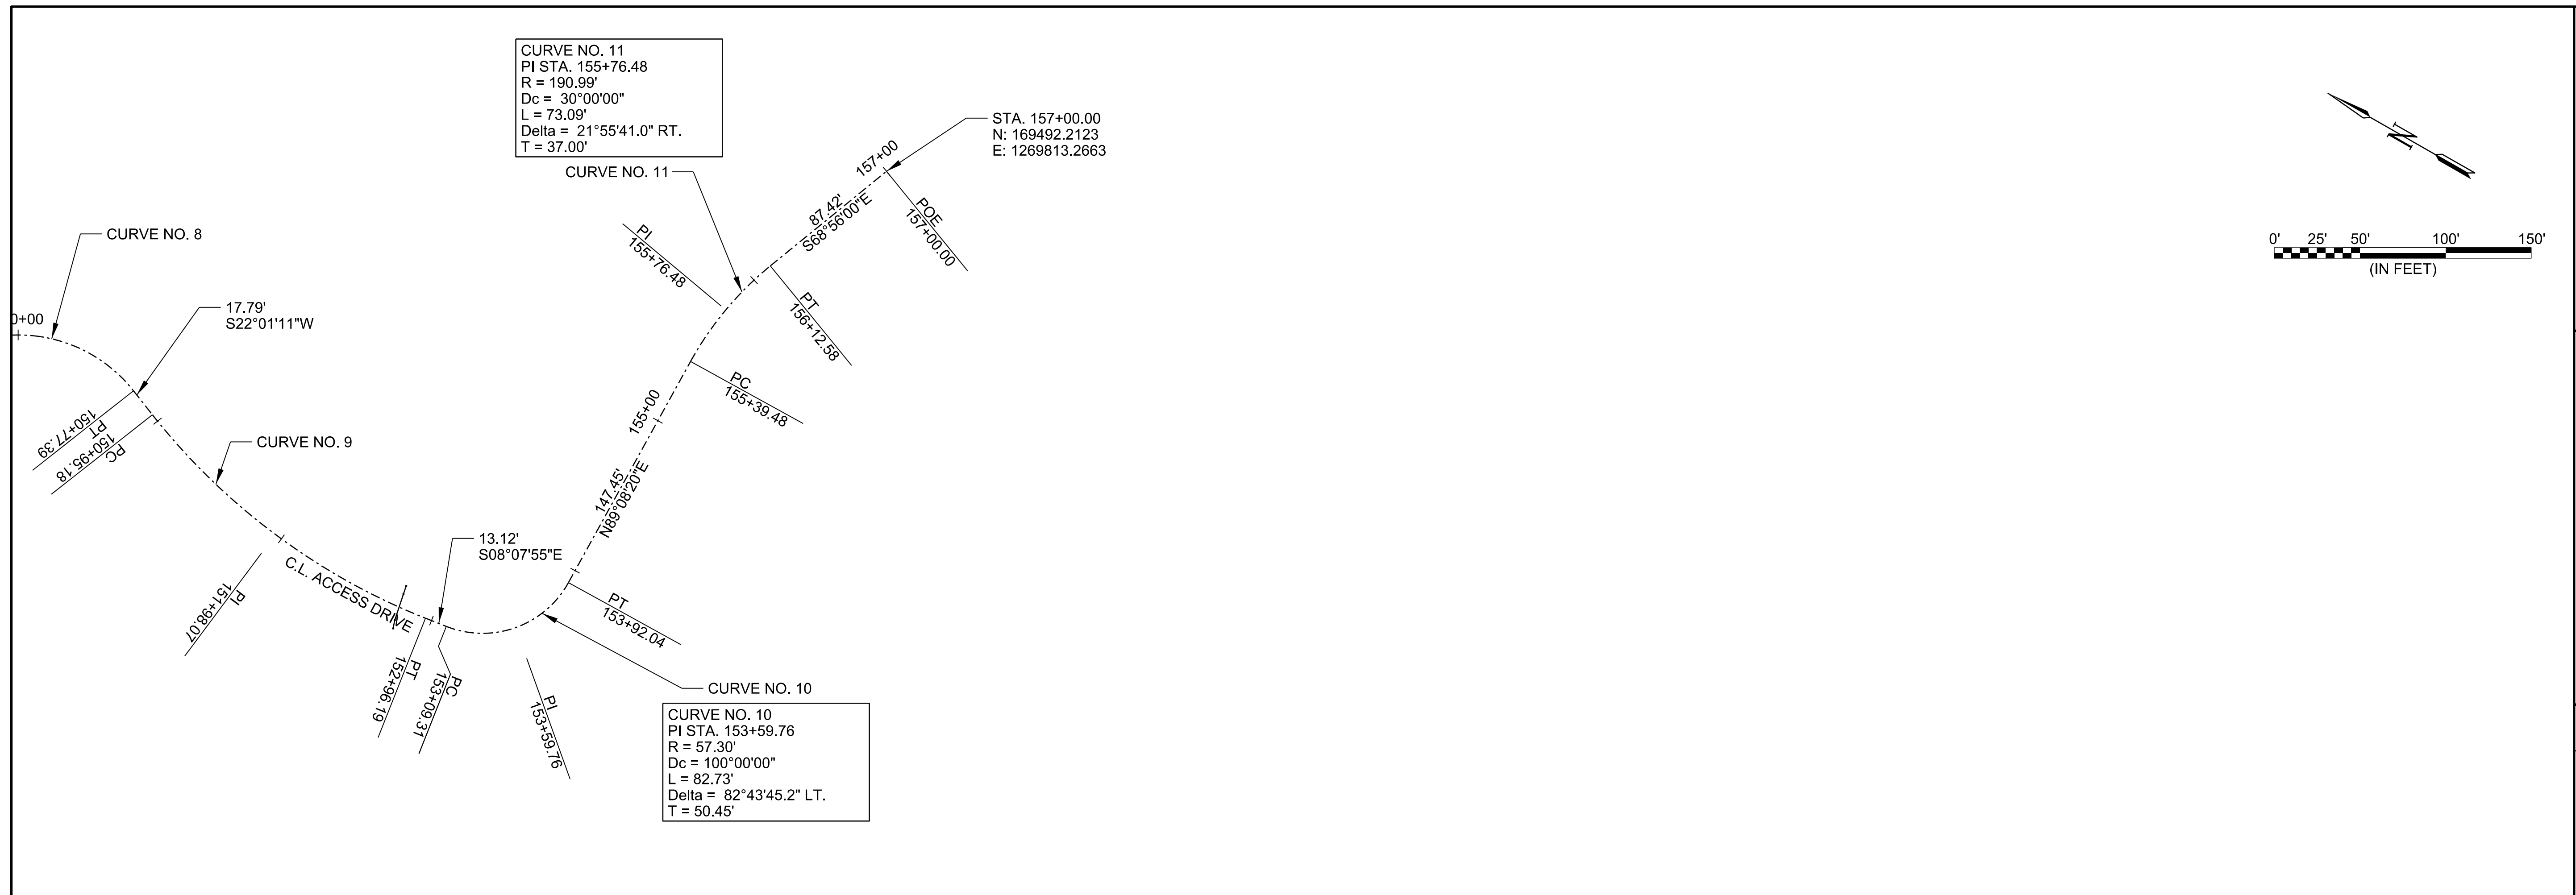 CURVE NO. 11
PI STA. 155+76.48
R = 190.99'
Dc = 30°00'00"
L = 73.09'
Delta = 21°55'41.0" RT.
T = 37.00'
CURVE NO. 11
STA. 157+00.00
N: 169492.2123
E: 1269813.2663
157+00
87.42'
S68°56'00"E
POE
157+00.00
PI
155+76.48
PT
156+12.58
PC
155+39.48
155+00
147.45'
N89°08'20"E
CURVE NO. 8
0+00
17.79'
S22°01'11"W
150+77.39
PT
PC
150+95.18
CURVE NO. 9
PI
151+98.07
C.L. ACCESS DRIVE
13.12'
S08°07'55"E
PT
152+96.19
PC
153+09.31
PT
153+92.04
PI
153+59.76
CURVE NO. 10
CURVE NO. 10
PI STA. 153+59.76
R = 57.30'
Dc = 100°00'00"
L = 82.73'
Delta = 82°43'45.2" LT.
T = 50.45'
N
0' 25' 50' 100' 150'
(IN FEET)